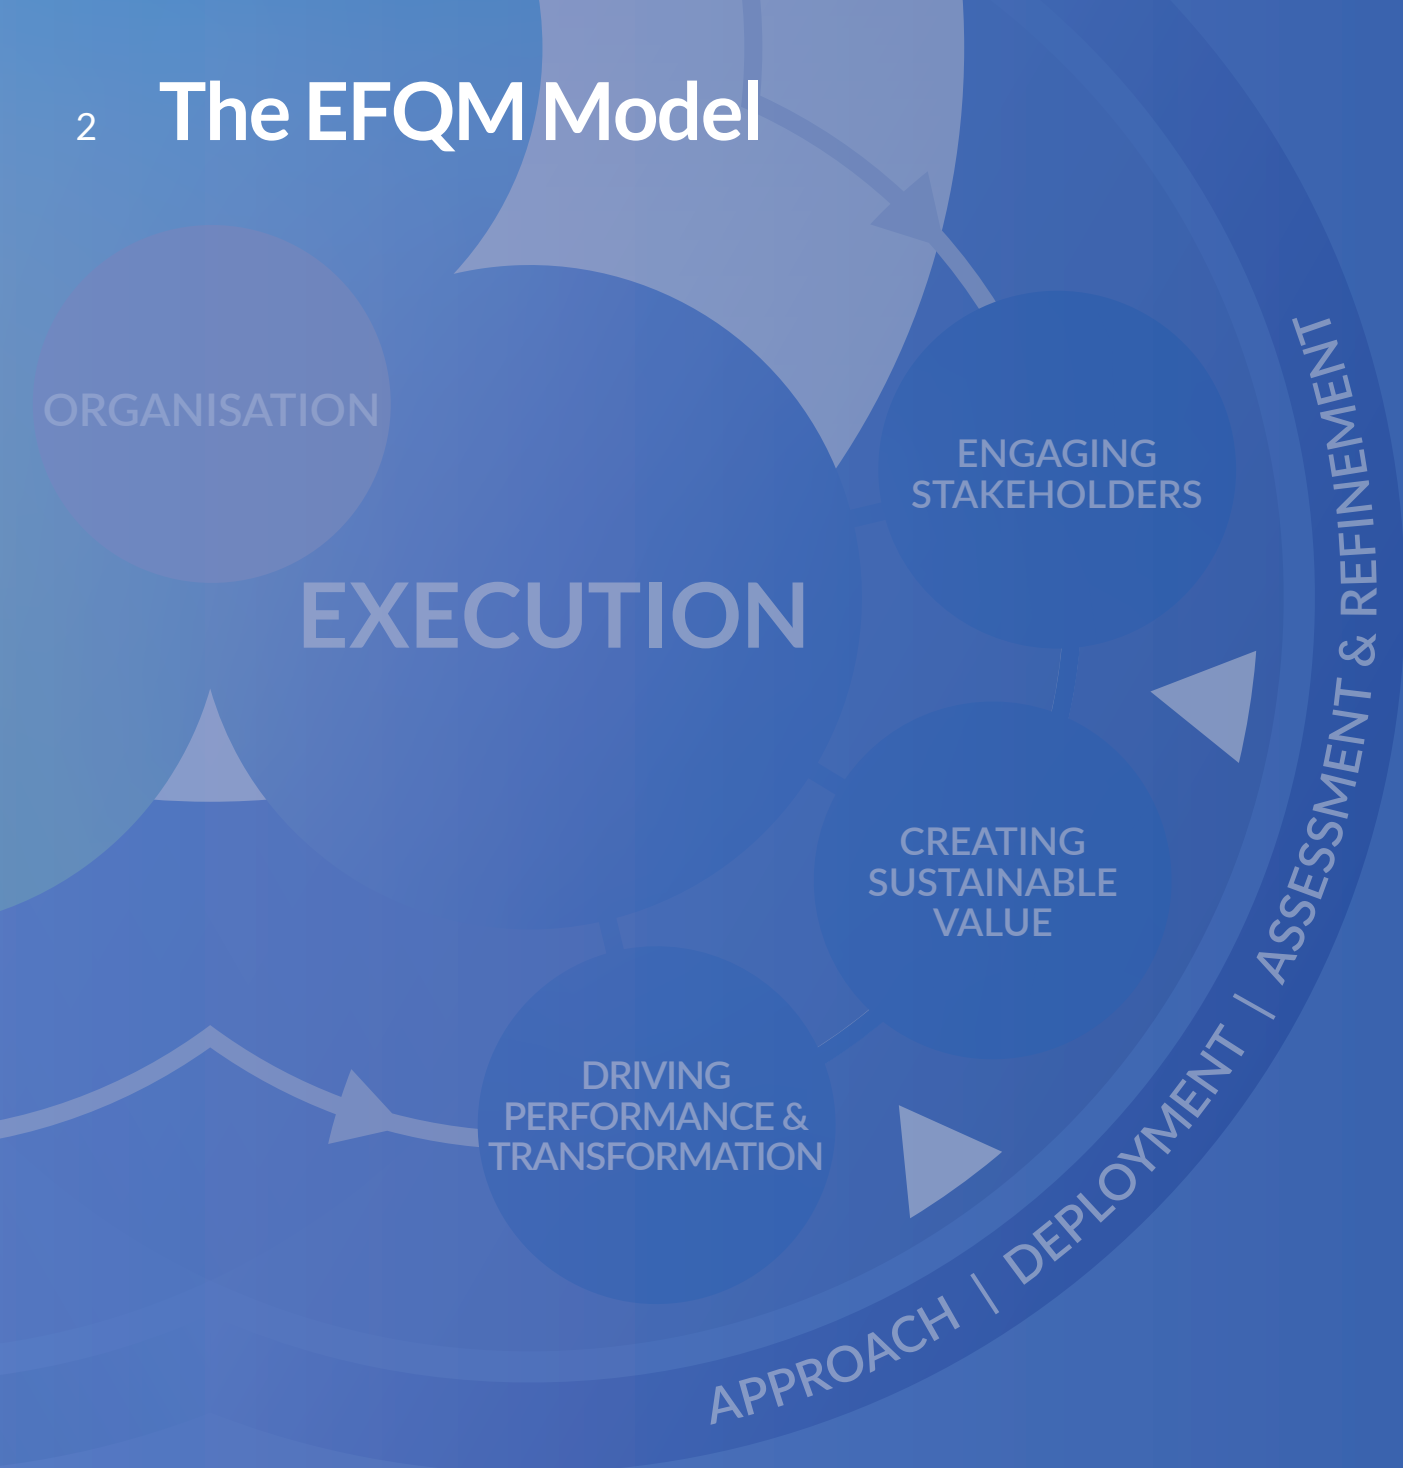 2 The EFQM Model
ORGANISATION
EXECUTION
ENGAGING
STAKEHOLDERS
CREATING
SUSTAINABLE
VALUE
DRIVING
PERFORMANCE &
TRANSFORMATION
APPROACH | DEPLOYMENT | ASSESSMENT & REFINEMENT